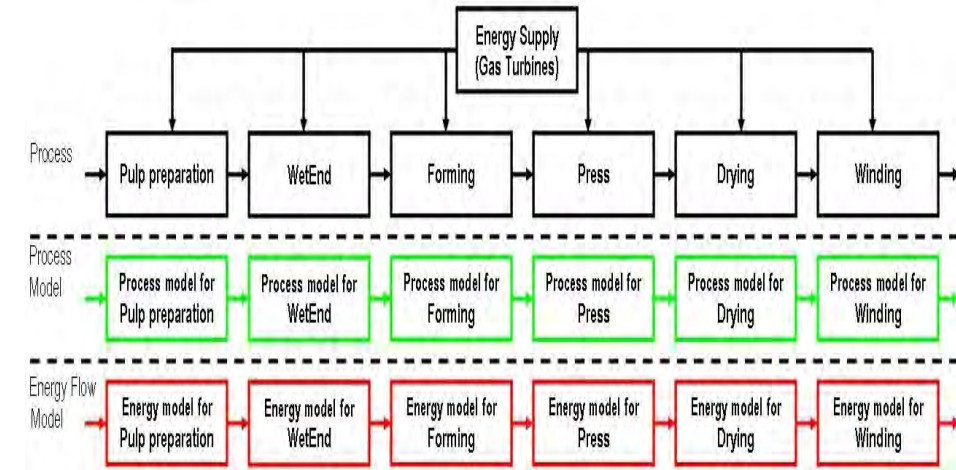 Energy Supply
(Gas Turbines)
Process
Pulp preparation
WetEnd
Forming
Press
Drying
Winding
Process
Model
Process model for
Pulp preparation
Process model for
WetEnd
Process model for
Forming
Process model for
Press
Process model for
Drying
Process model for
Winding
Energy Flow
Model
Energy model for
Pulp preparation
Energy model for
WetEnd
Energy model for
Forming
Energy model for
Press
Energy model for
Drying
Energy model for
Winding